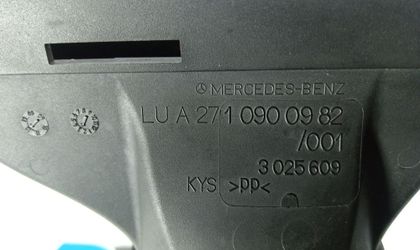 MERCEDES-BENZ
LU A 271 090 09 82
/001
3 025 609
KYS >PP<